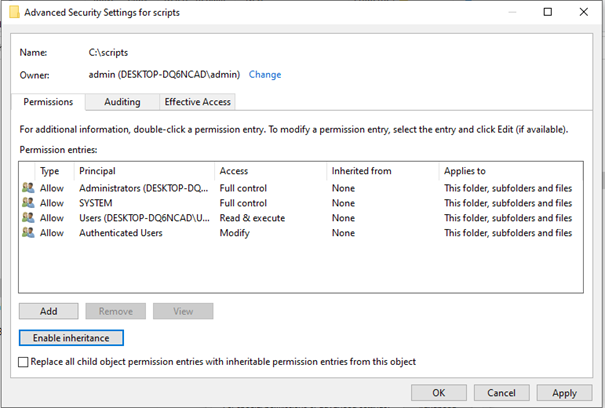 Advanced Security Settings for scripts
Name: C:\scripts
Owner: admin (DESKTOP-DQ6NCAD\admin) Change
Permissions Auditing Effective Access
For additional information, double-click a permission entry. To modify a permission entry, select the entry and click Edit (if available).
Permission entries:
Type Principal Access Inherited from Applies to
Allow Administrators (DESKTOP-DQ... Full control None This folder, subfolders and files
Allow SYSTEM Full control None This folder, subfolders and files
Allow Users (DESKTOP-DQ6NCAD\U... Read & execute None This folder, subfolders and files
Allow Authenticated Users Modify None This folder, subfolders and files
Add Remove View
Enable inheritance
Replace all child object permission entries with inheritable permission entries from this object
OK Cancel Apply